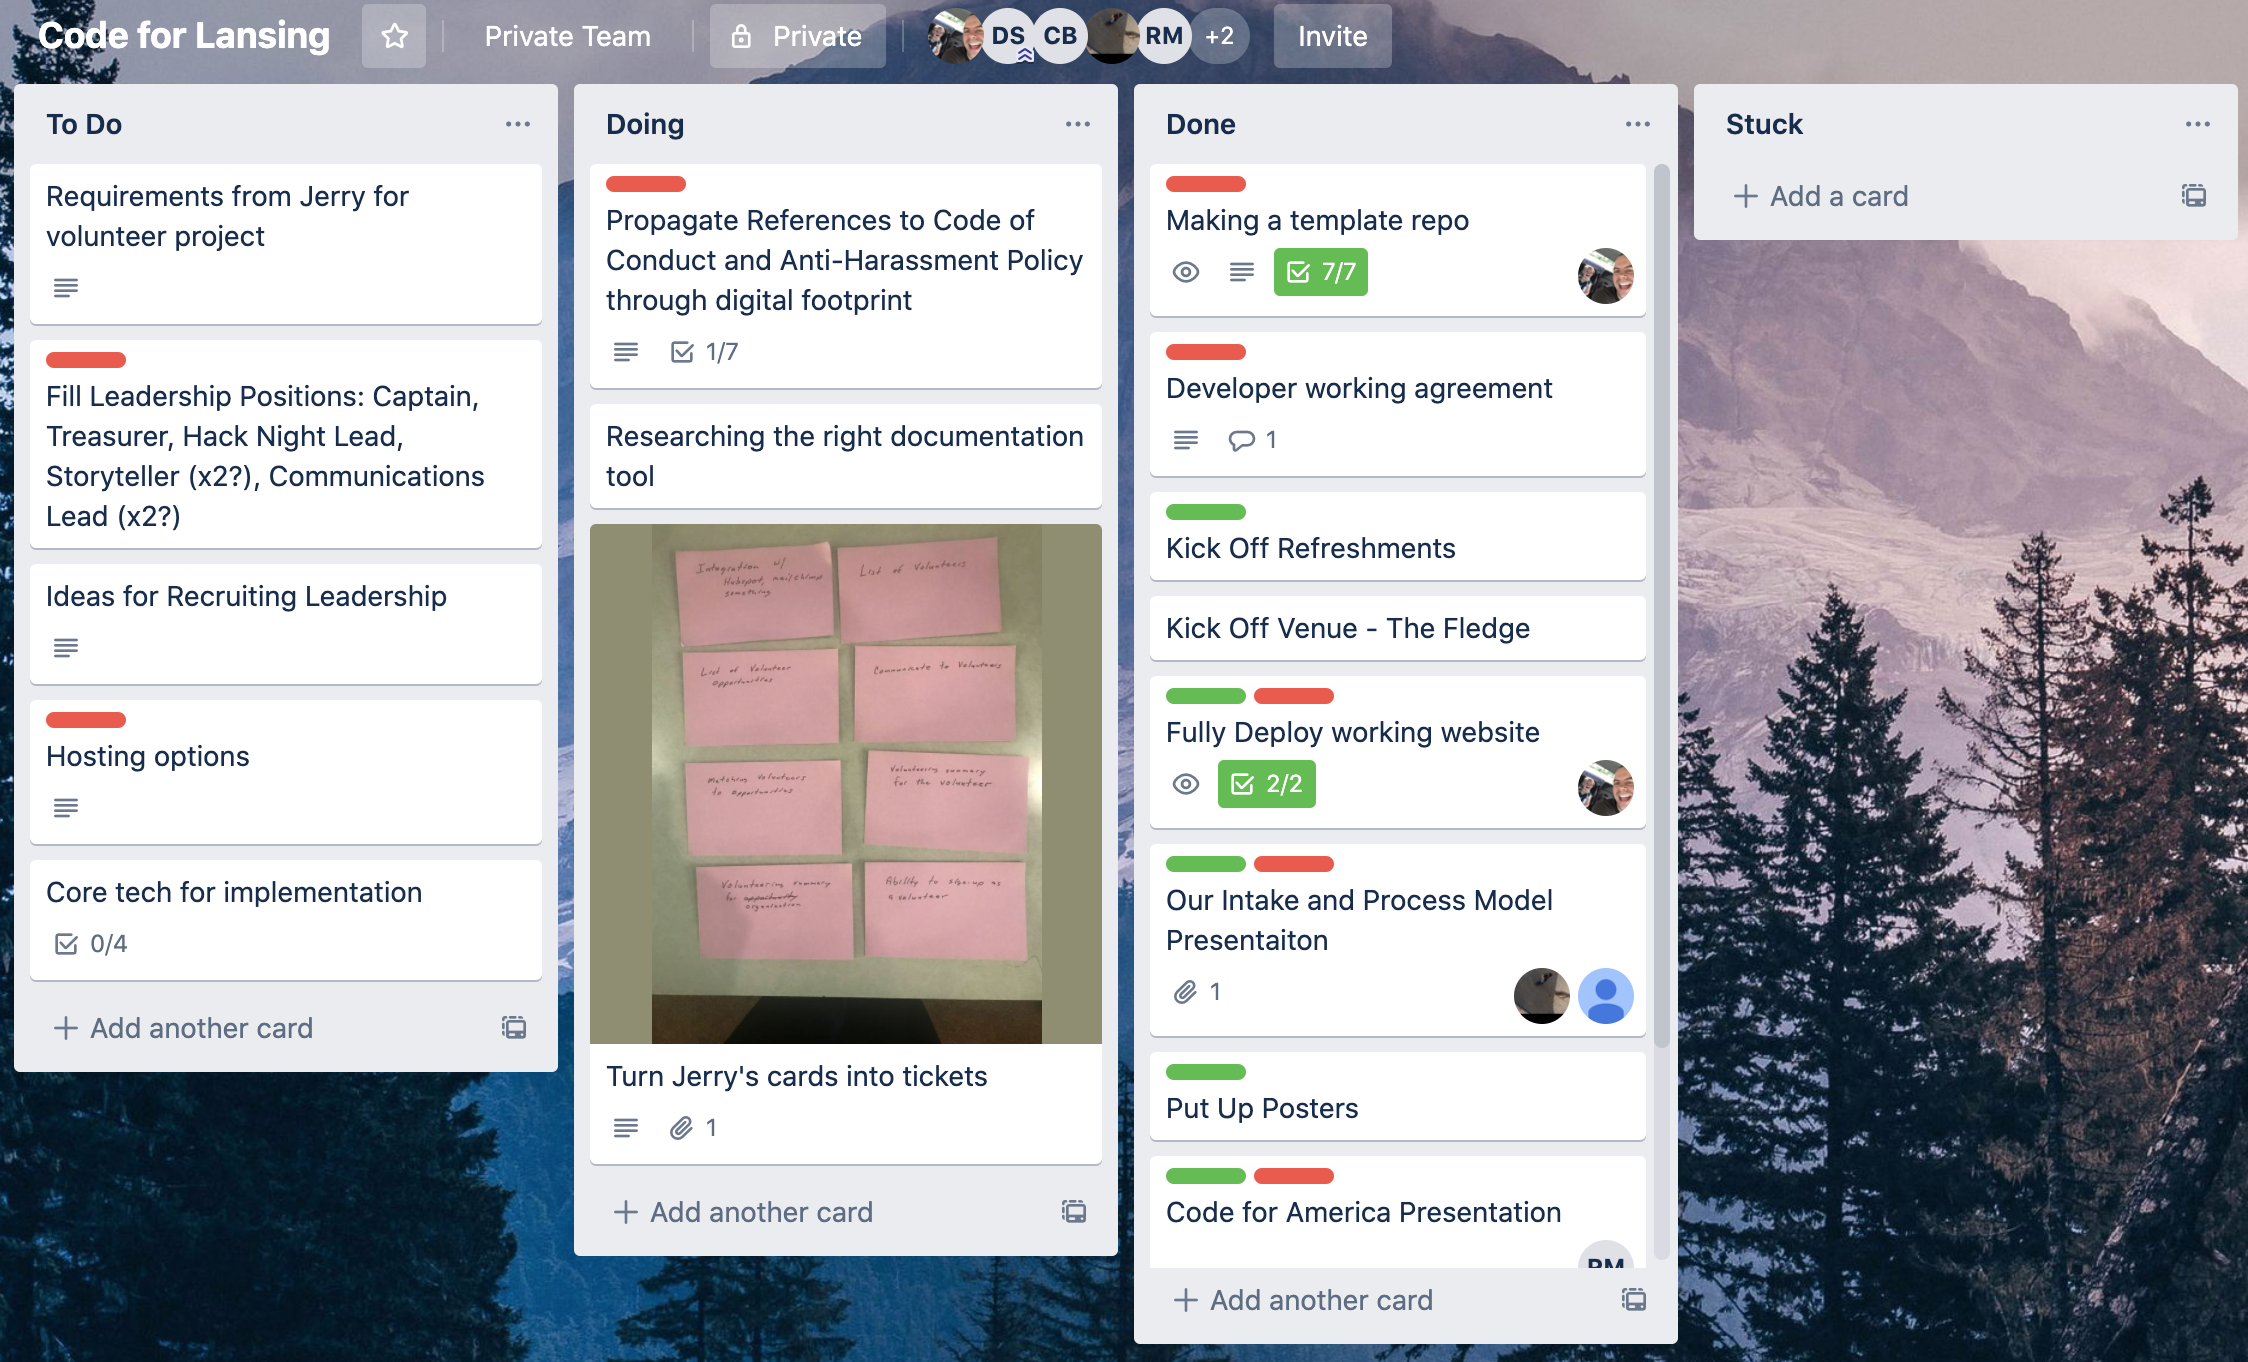 Code for Lansing
Private Team
Private
DS
CB
RM
+2
Invite
To Do
Requirements from Jerry for
volunteer project
Fill Leadership Positions: Captain,
Treasurer, Hack Night Lead,
Storyteller (x2?), Communications
Lead (x2?)
Ideas for Recruiting Leadership
Hosting options
Core tech for implementation
0/4
+ Add another card
Doing
Propagate References to Code of
Conduct and Anti-Harassment Policy
through digital footprint
1/7
Researching the right documentation
tool
Integration w/
Hubspot, mailchimp
something
List of Volunteers
List of Volunteer
opportunities
Communicate to Volunteers
Matching Volunteers
to opportunities
Volunteering summary
for the volunteer
Volunteering summary
for opportunity
organization
Ability to sign-up as
a volunteer
Turn Jerry's cards into tickets
1
+ Add another card
Done
Making a template repo
7/7
Developer working agreement
1
Kick Off Refreshments
Kick Off Venue - The Fledge
Fully Deploy working website
2/2
Our Intake and Process Model
Presentaiton
1
Put Up Posters
Code for America Presentation
RM
+ Add another card
Stuck
+ Add a card